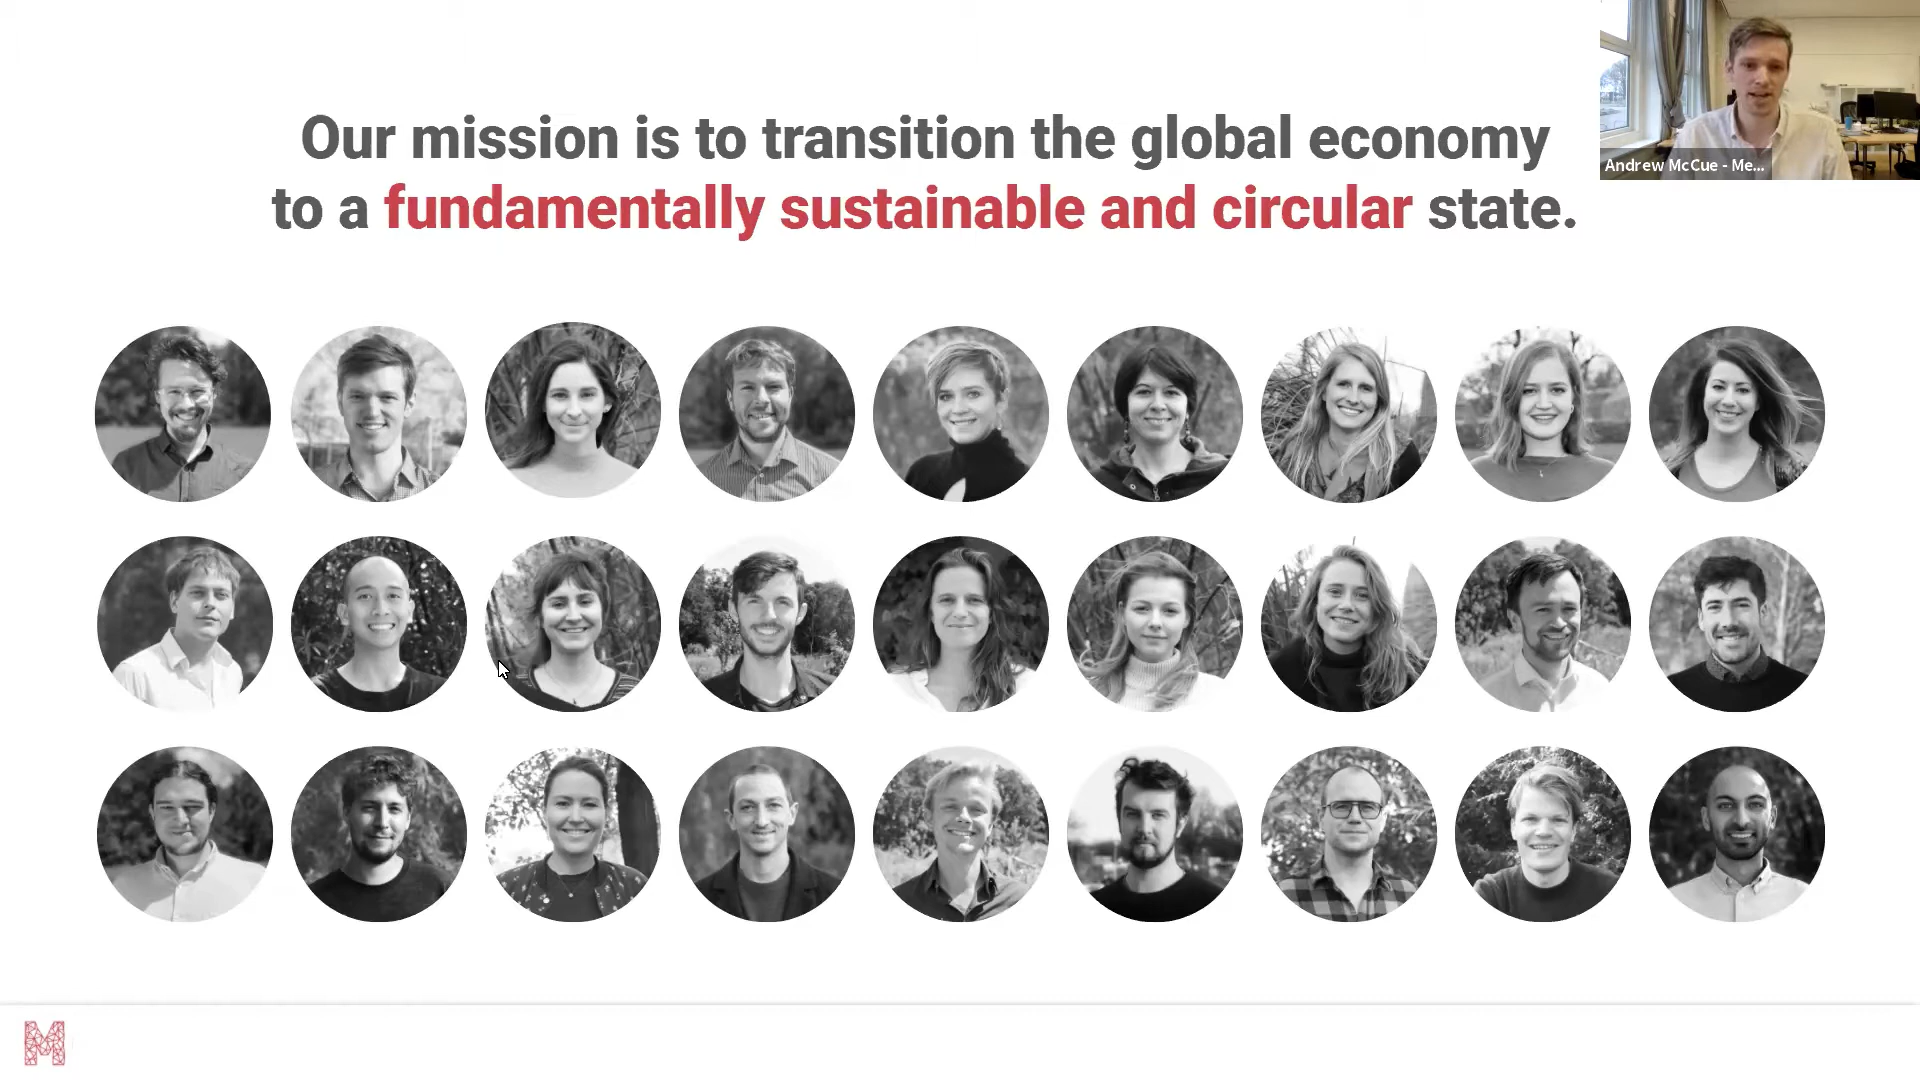 Our mission is to transition the global economy
to a fundamentally sustainable and circular state.
Andrew McCue - Me...
M